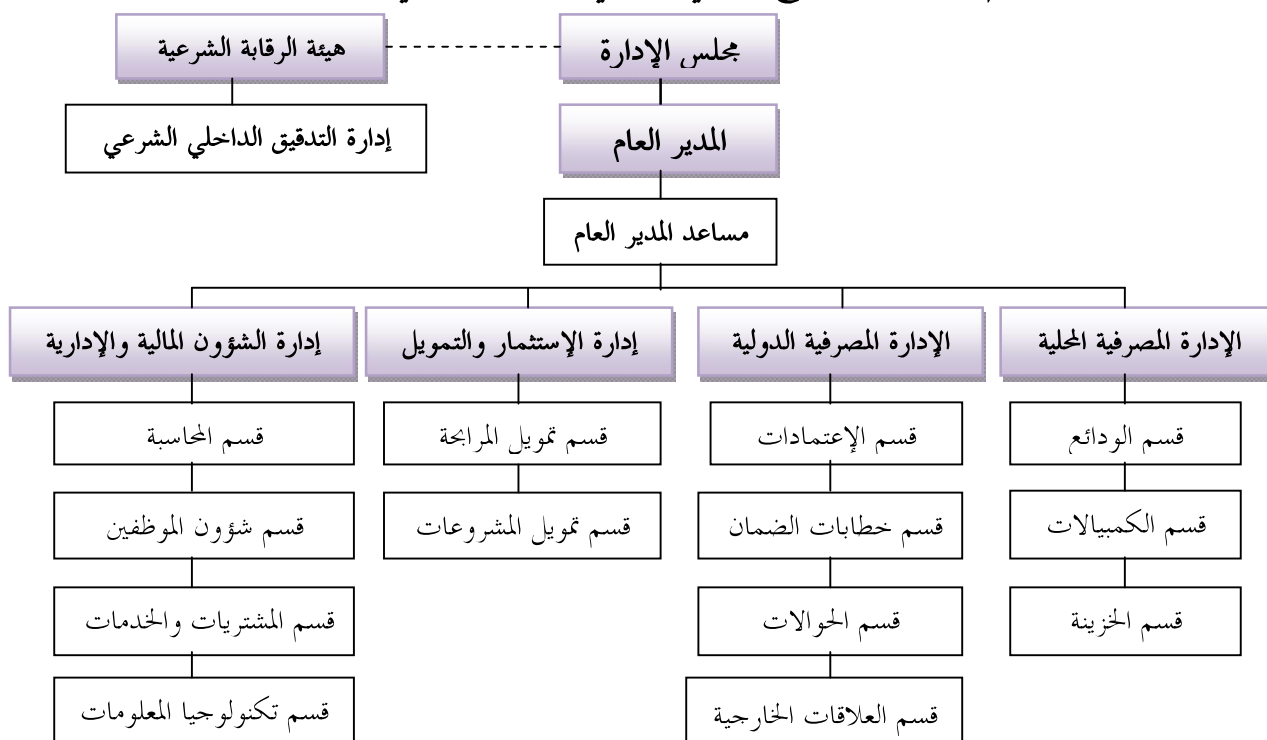 مجلس الإدارة
هيئة الرقابة الشرعية
المدير العام
إدارة التدقيق الداخلي الشرعي
مساعد المدير العام
الإدارة المصرفية المحلية
الإدارة المصرفية الدولية
إدارة الإستثمار والتمويل
إدارة الشؤون المالية والإدارية
قسم الودائع
قسم الإعتمادات
قسم تمويل المرابحة
قسم المحاسبة
قسم الكمبيالات
قسم خطابات الضمان
قسم تمويل المشروعات
قسم شؤون الموظفين
قسم الخزينة
قسم الحوالات
قسم المشتريات والخدمات
قسم العلاقات الخارجية
قسم تكنولوجيا المعلومات